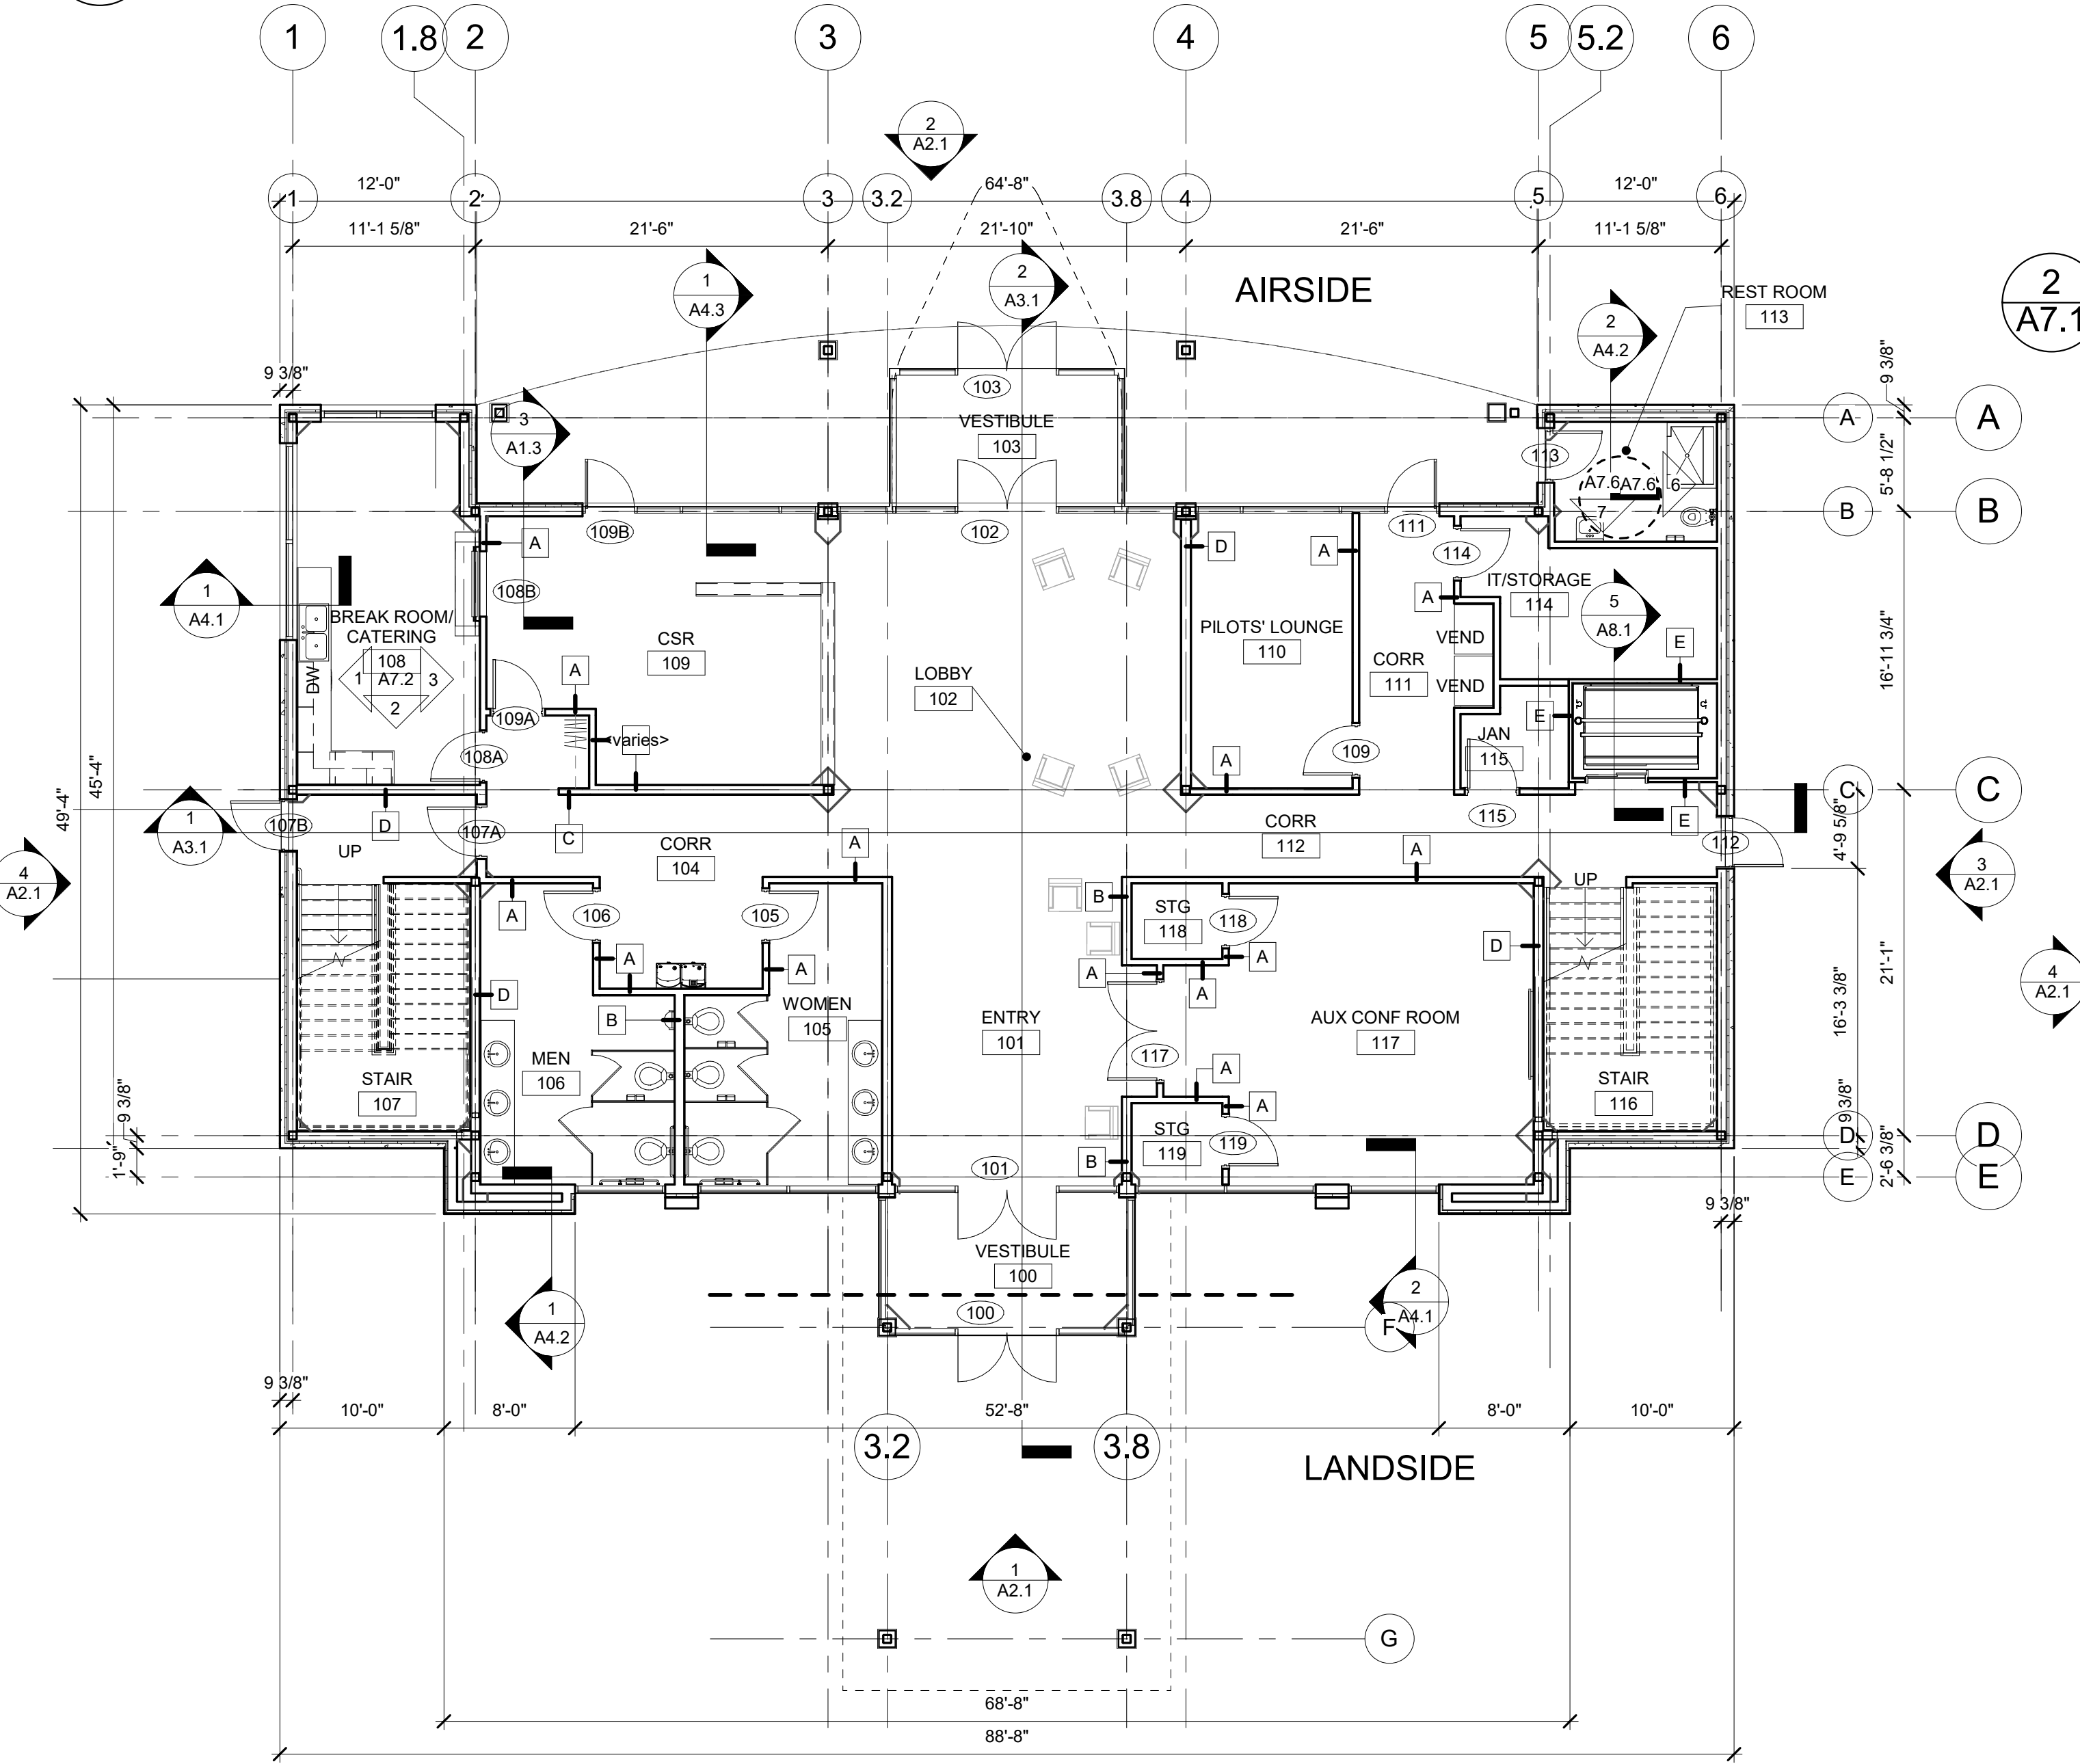 1
1.8
2
3
4
5
5.2
6
2
A2.1
12'-0"
64'-8"
12'-0"
1
2
3
3.2
3.8
4
5
6
11'-1 5/8"
21'-6"
21'-10"
21'-6"
11'-1 5/8"
1
A4.3
2
A3.1
AIRSIDE
REST ROOM
113
2
A7.1
2
A4.2
9 3/8"
9 3/8"
103
3
A1.3
VESTIBULE
103
A
A
5'-8 1/2"
113
A7.6
A7.6
6
7
B
B
109B
102
111
A
D
A
114
1
A4.1
108B
A
IT/STORAGE
114
5
A8.1
BREAK ROOM/
CATERING
108
1
A7.2
3
2
DW
CSR
109
PILOTS' LOUNGE
110
VEND
E
16'-11 3/4"
A
LOBBY
102
CORR
111
VEND
109A
<varies>
E
JAN
115
108A
109
A
49'-4"
45'-4"
C
C
1
A3.1
107B
107A
D
C
CORR
112
115
E
112
4'-9 5/8"
UP
CORR
104
A
A
4
A2.1
UP
3
A2.1
A
106
105
B
STG
118
118
D
A
A
A
A
A
21'-1"
4
A2.1
D
WOMEN
105
B
ENTRY
101
AUX CONF ROOM
117
16'-3 3/8"
MEN
106
117
A
STAIR
107
STAIR
116
9 3/8"
A
STG
119
119
9 3/8"
D
D
1'-9"
B
101
E
E
2'-6 3/8"
9 3/8"
VESTIBULE
100
1
A4.2
100
2
A4.1
F
9 3/8"
10'-0"
8'-0"
52'-8"
8'-0"
10'-0"
3.2
3.8
LANDSIDE
1
A2.1
G
68'-8"
88'-8"